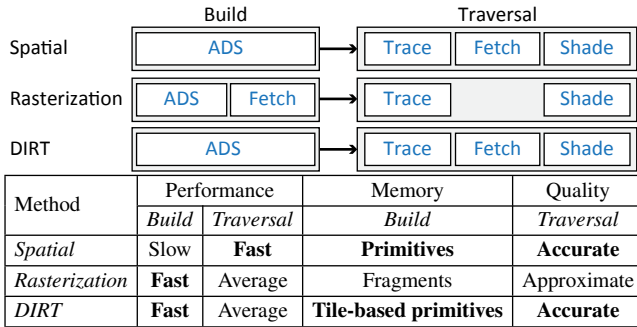 Build Traversal
Spatial ADS Trace Fetch Shade
Rasterization ADS Fetch Trace Shade
DIRT ADS Trace Fetch Shade
Method Performance Memory Quality
Build Traversal Build Traversal
Spatial Slow Fast Primitives Accurate
Rasterization Fast Average Fragments Approximate
DIRT Fast Average Tile-based primitives Accurate